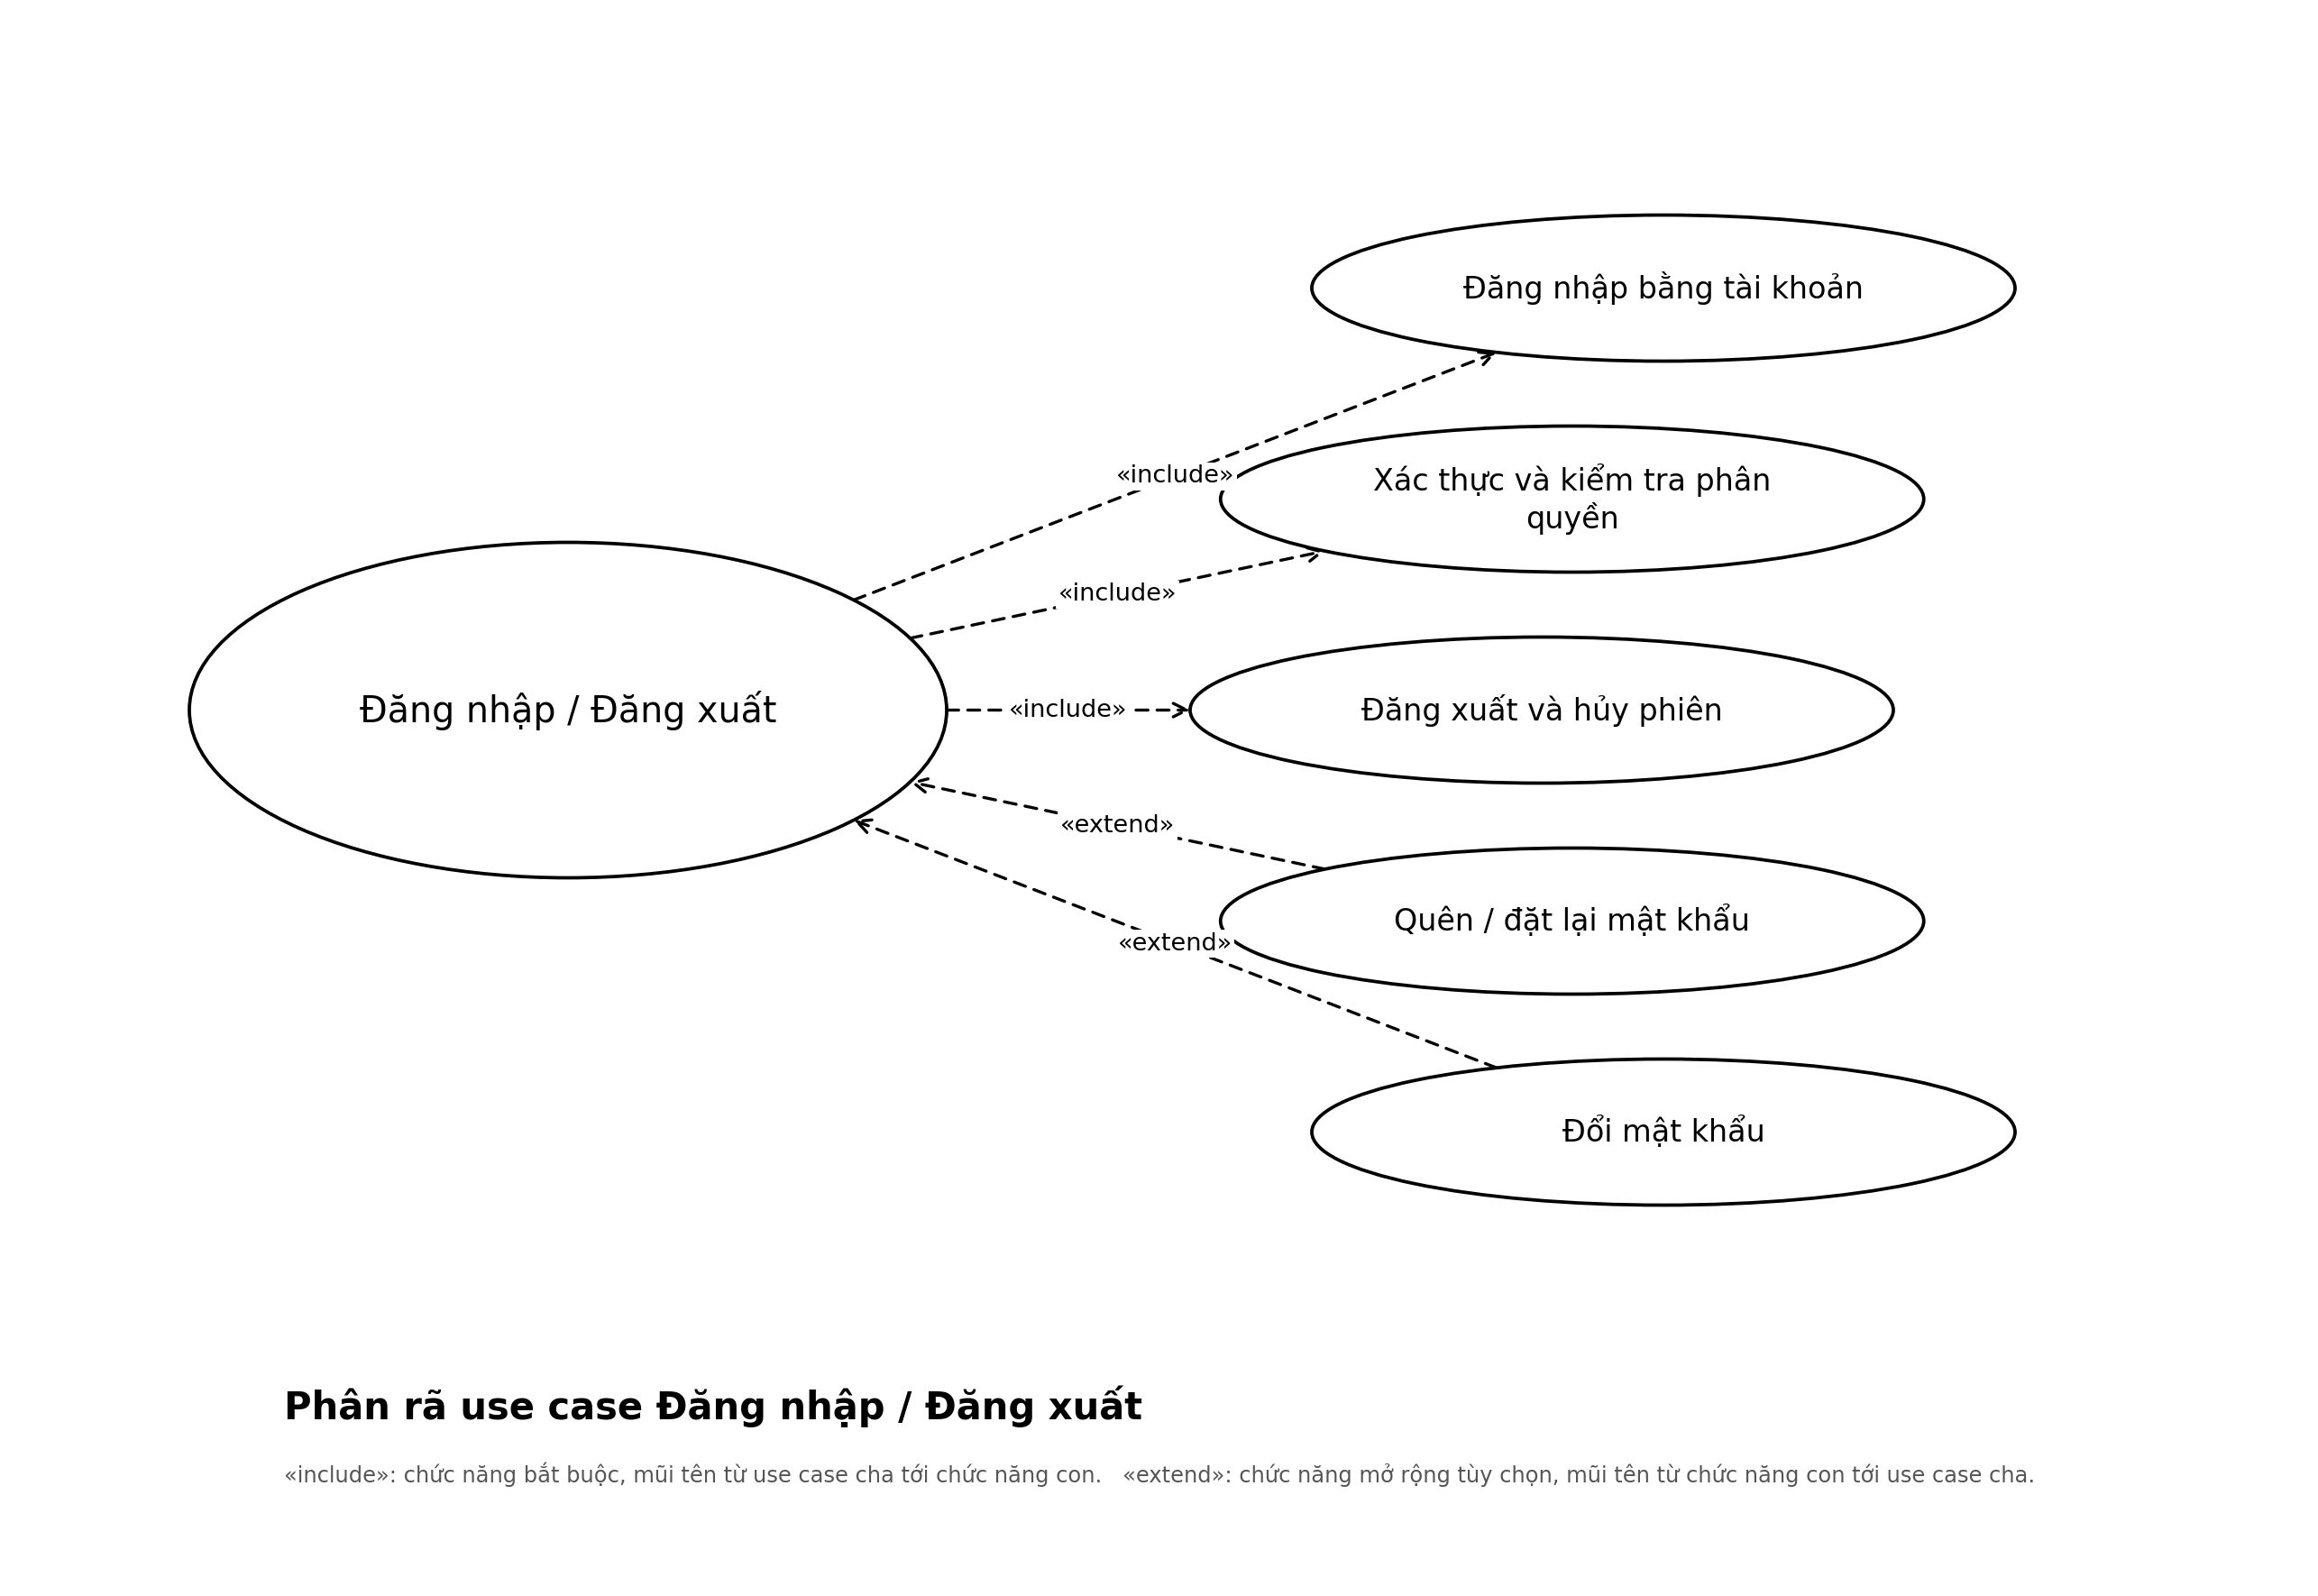 Đăng nhập bằng tài khoản
«include»
Xác thực và kiểm tra phân
quyền
«include»
Đăng nhập / Đăng xuất
«include»
Đăng xuất và hủy phiên
«extend»
Quên / đặt lại mật khẩu
«extend»
Đổi mật khẩu
Phân rã use case Đăng nhập / Đăng xuất
«include»: chức năng bắt buộc, mũi tên từ use case cha tới chức năng con. «extend»: chức năng mở rộng tùy chọn, mũi tên từ chức năng con tới use case cha.